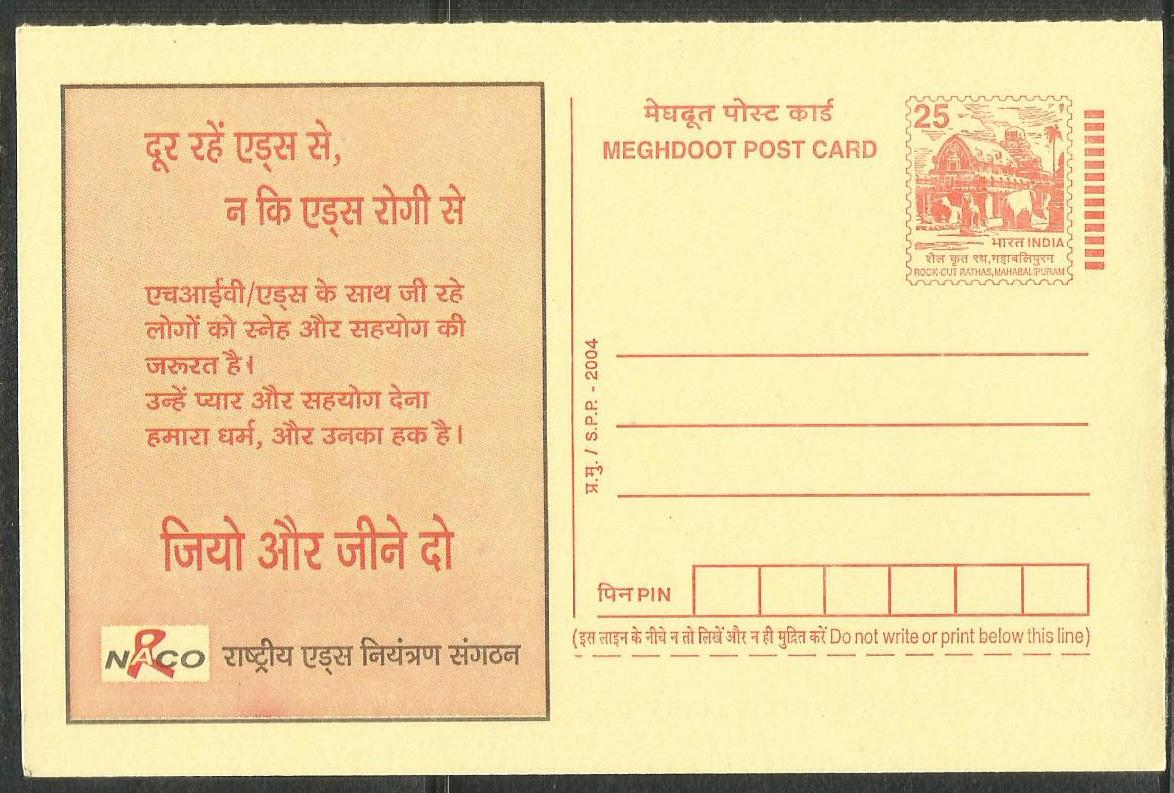 दूर रहें एड्स से,
न कि एड्स रोगी से
एचआईवी/एड्स के साथ जी रहे
लोगों को स्नेह और सहयोग की
जरूरत है।
उन्हें प्यार और सहयोग देना
हमारा धर्म, और उनका हक है।
जियो और जीने दो
NACO राष्ट्रीय एड्स नियंत्रण संगठन
मेघदूत पोस्ट कार्ड
MEGHDOOT POST CARD
25
भारत INDIA
शैल कृत रथ, महाबलिपुरम
ROCK-CUT RATHAS, MAHABALIPURAM
प्र.मु. / S.P.P. - 2004
पिन PIN
(इस लाइन के नीचे न तो लिखें और न ही मुद्रित करें Do not write or print below this line)